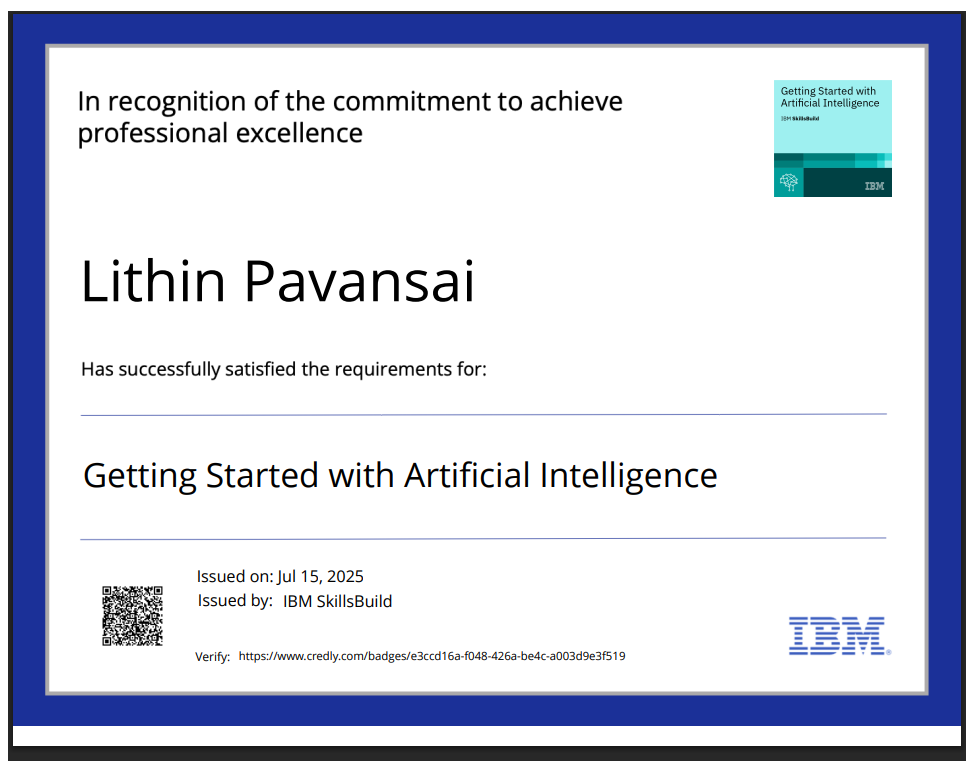 In recognition of the commitment to achieve
professional excellence
Getting Started with
Artificial Intelligence
IBM SkillsBuild
IBM
Lithin Pavansai
Has successfully satisfied the requirements for:
Getting Started with Artificial Intelligence
Issued on: Jul 15, 2025
Issued by: IBM SkillsBuild
IBM®
Verify: https://www.credly.com/badges/e3ccd16a-f048-426a-be4c-a003d9e3f519